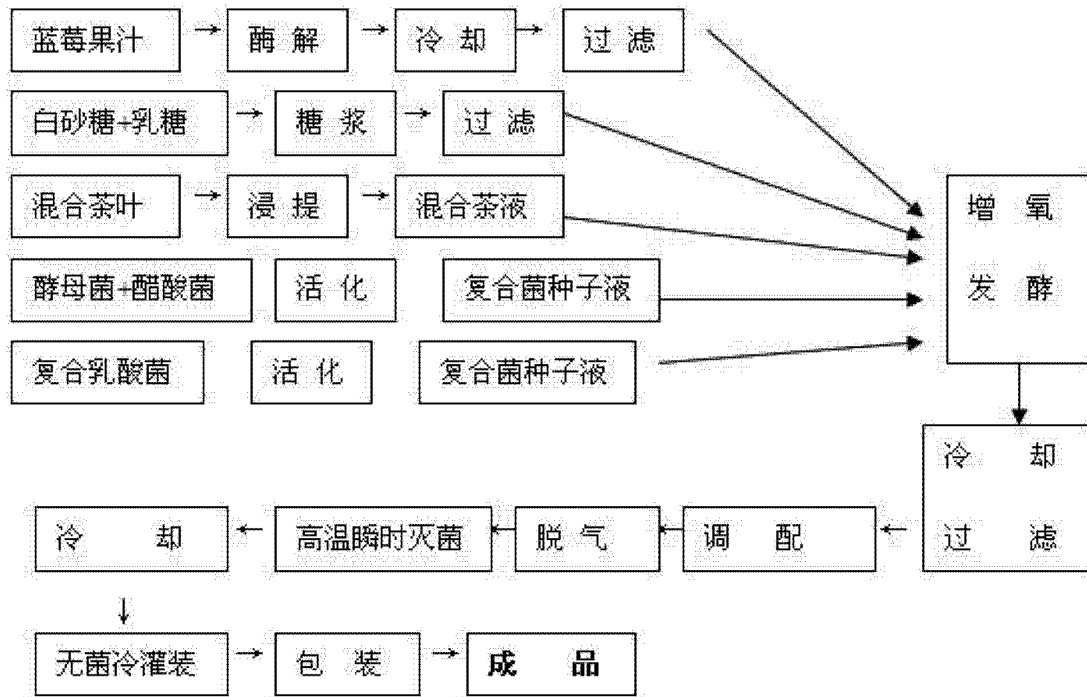 蓝莓果汁 → 酶 解 → 冷 却 → 过 滤
白砂糖+乳糖 → 糖 浆 → 过 滤
混合茶叶 → 浸 提 → 混合茶液
增 氧
酵母菌+醋酸菌 活 化 复合菌种子液
发 酵
复合乳酸菌 活 化 复合菌种子液
冷 却
过 滤
冷 却 ← 高温瞬时灭菌 ← 脱 气 ← 调 配 ←
↓
无菌冷灌装 → 包 装 → 成 品